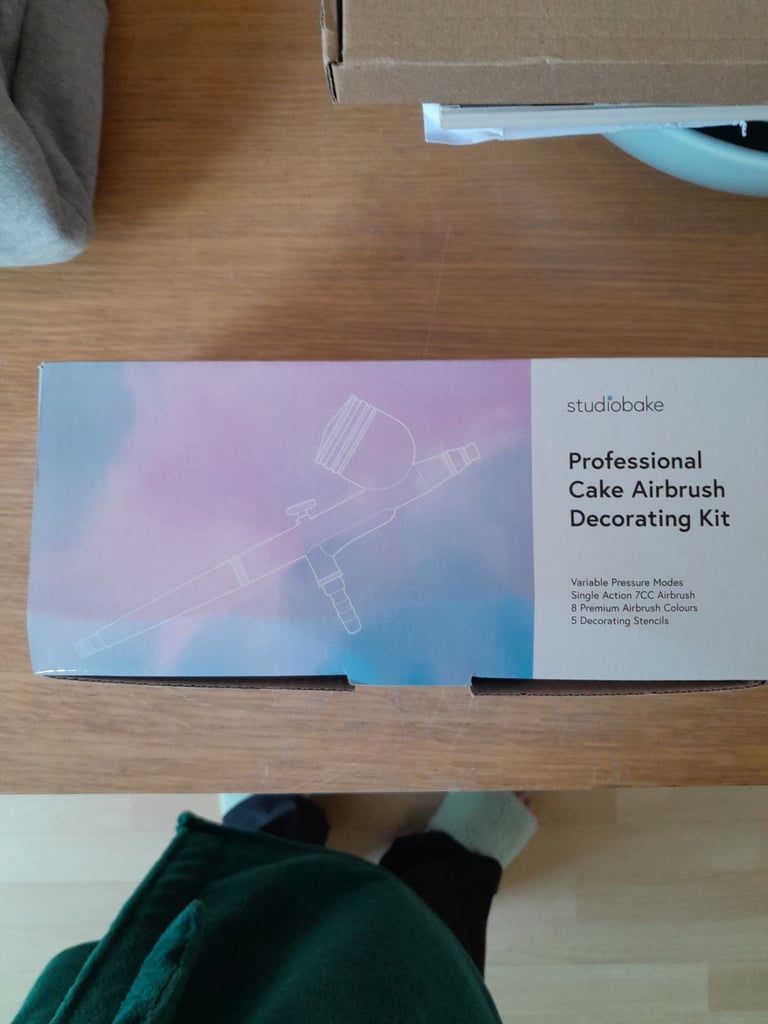 studiobake
Professional
Cake Airbrush
Decorating Kit
Variable Pressure Modes
Single Action 7CC Airbrush
8 Premium Airbrush Colours
5 Decorating Stencils